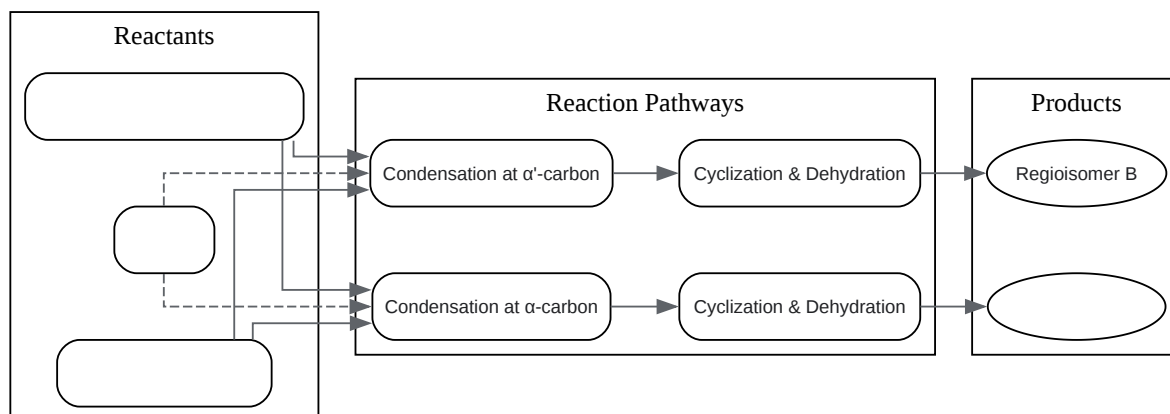 Reactants
Reaction Pathways
Products
Condensation at α'-carbon
Cyclization & Dehydration
Regioisomer B
Condensation at α-carbon
Cyclization & Dehydration